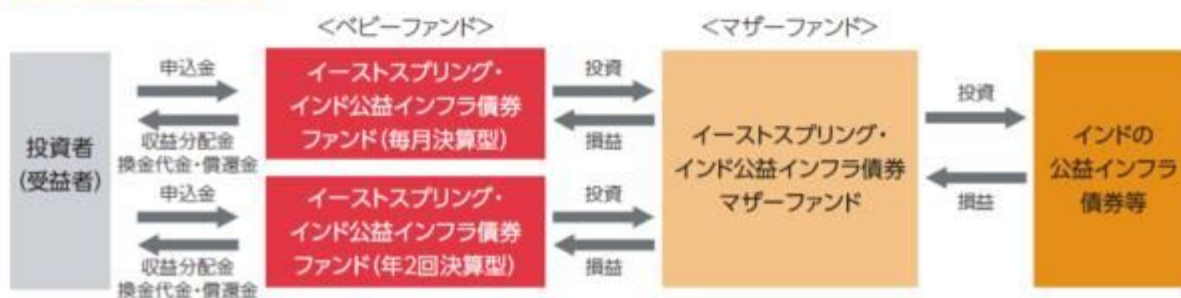 <ベビーファンド>
<マザーファンド>
投資者
(受益者)
申込金
収益分配金
換金代金・償還金
イーストスプリング・
インド公益インフラ債券
ファンド(毎月決算型)
投資
損益
申込金
収益分配金
換金代金・償還金
イーストスプリング・
インド公益インフラ債券
ファンド(年2回決算型)
投資
損益
イーストスプリング・
インド公益インフラ債券
マザーファンド
投資
損益
インドの
公益インフラ
債券等